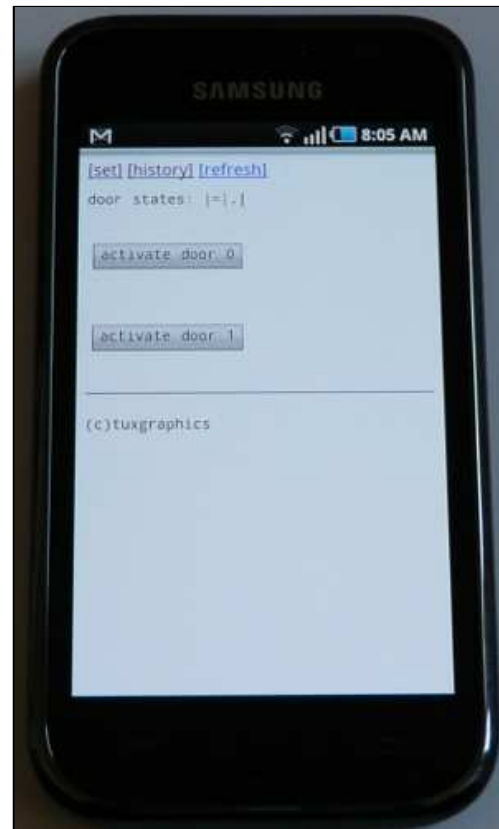 SAMSUNG
8:05 AM
[set] [history] [refresh]
door states: |=|.|
activate door 0
activate door 1
(c)tuxgraphics